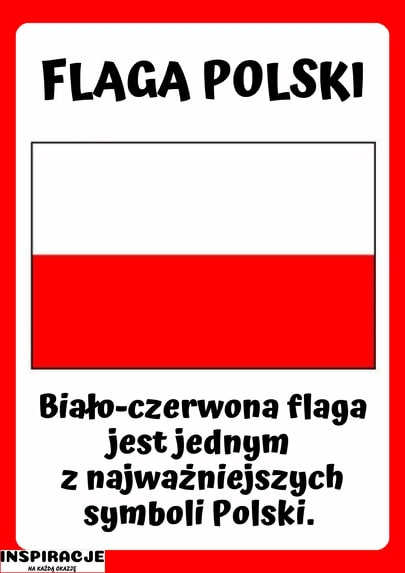 FLAGA POLSKI
Biało-czerwona flaga
jest jednym
z najważniejszych
symboli Polski.
INSPIRACJE
NA KAŻDĄ OKAZJĘ